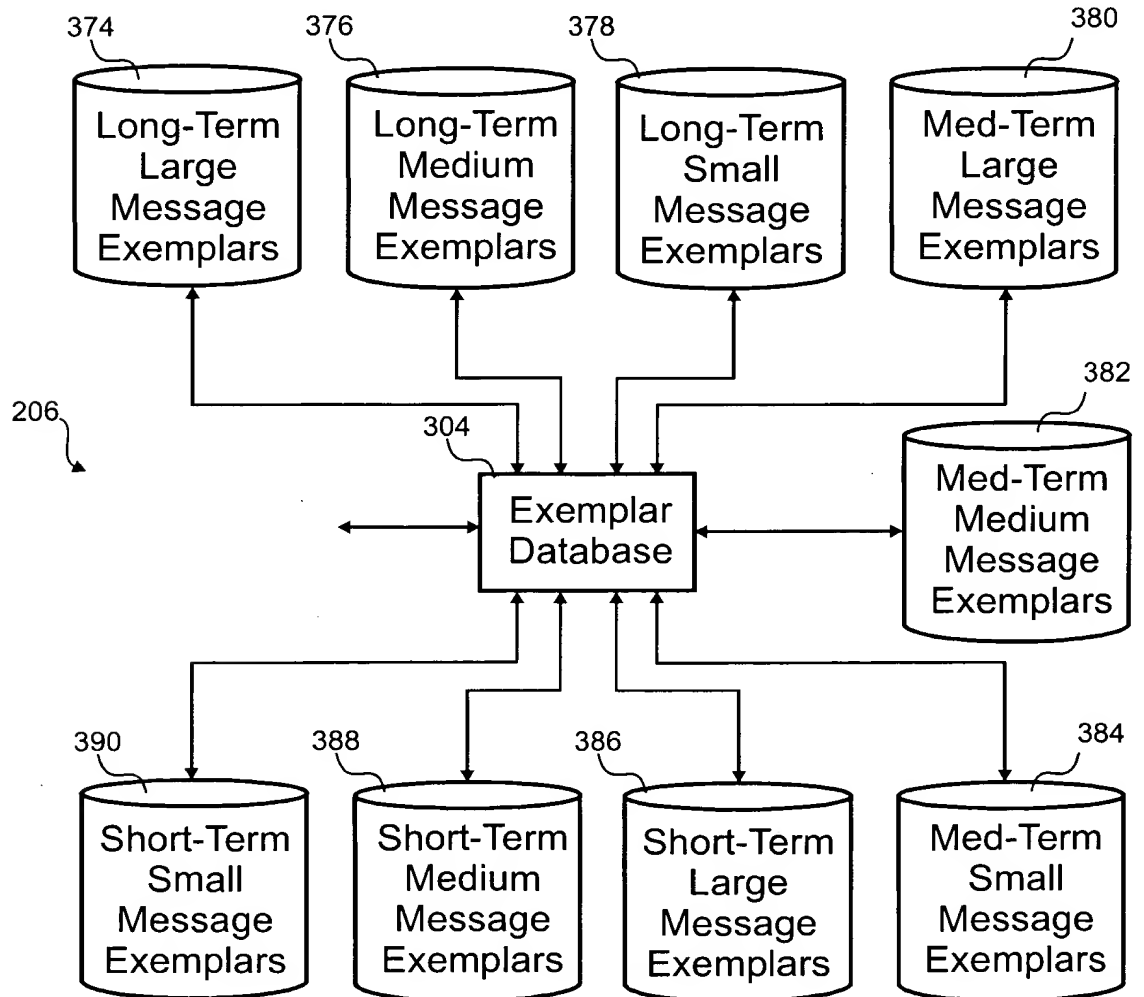 374
376
378
380
Long-Term
Large
Message
Exemplars
Long-Term
Medium
Message
Exemplars
Long-Term
Small
Message
Exemplars
Med-Term
Large
Message
Exemplars
206
304
382
Exemplar
Database
Med-Term
Medium
Message
Exemplars
390
388
386
384
Short-Term
Small
Message
Exemplars
Short-Term
Medium
Message
Exemplars
Short-Term
Large
Message
Exemplars
Med-Term
Small
Message
Exemplars